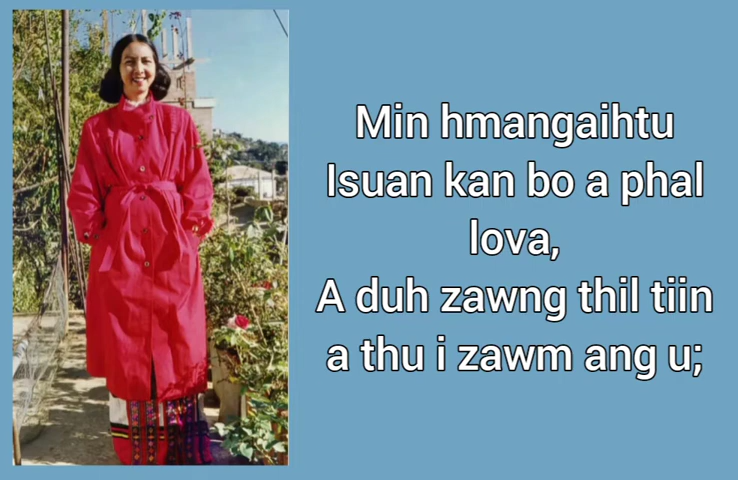 Min hmangaihtu
Isuan kan bo a phal
lova,
A duh zawng thil tiin
a thu i zawm ang u;